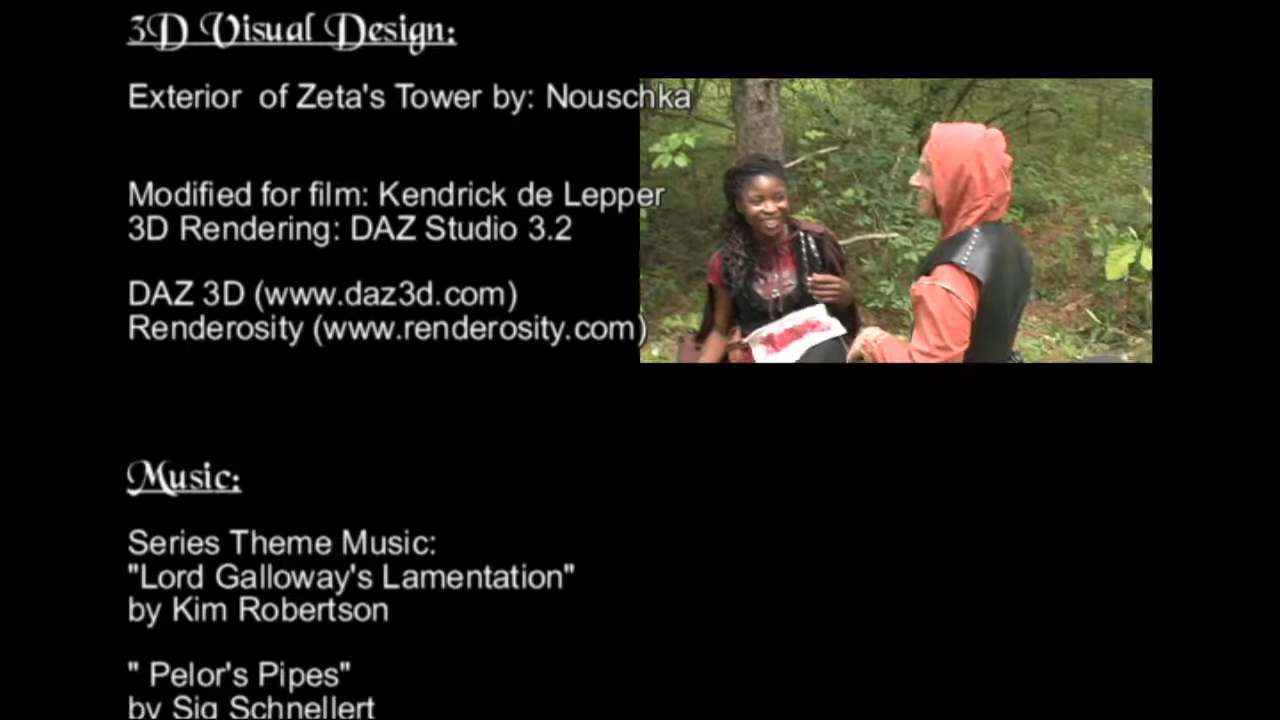 3D Visual Design:
Exterior  of Zeta's Tower by: Nouschka
Modified for film: Kendrick de Lepper
3D Rendering: DAZ Studio 3.2
DAZ 3D (www.daz3d.com)
Renderosity (www.renderosity.com)
Music:
Series Theme Music:
"Lord Galloway's Lamentation"
by Kim Robertson
" Pelor's Pipes"
by Sig Schnellert